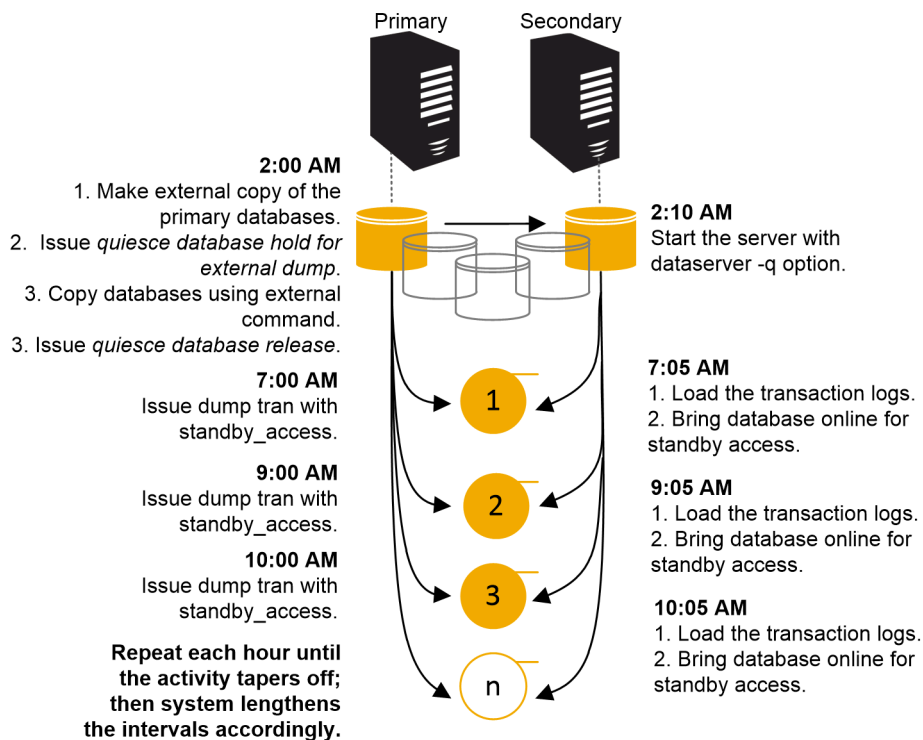 Primary
Secondary
2:00 AM
1. Make external copy of the
primary databases.
2. Issue quiesce database hold for
external dump.
3. Copy databases using external
command.
3. Issue quiesce database release.
2:10 AM
Start the server with
dataserver -q option.
7:00 AM
Issue dump tran with
standby_access.
1
7:05 AM
1. Load the transaction logs.
2. Bring database online for
standby access.
9:00 AM
Issue dump tran with
standby_access.
2
9:05 AM
1. Load the transaction logs.
2. Bring database online for
standby access.
10:00 AM
Issue dump tran with
standby_access.
3
10:05 AM
1. Load the transaction logs.
2. Bring database online for
standby access.
Repeat each hour until
the activity tapers off;
then system lengthens
the intervals accordingly.
n